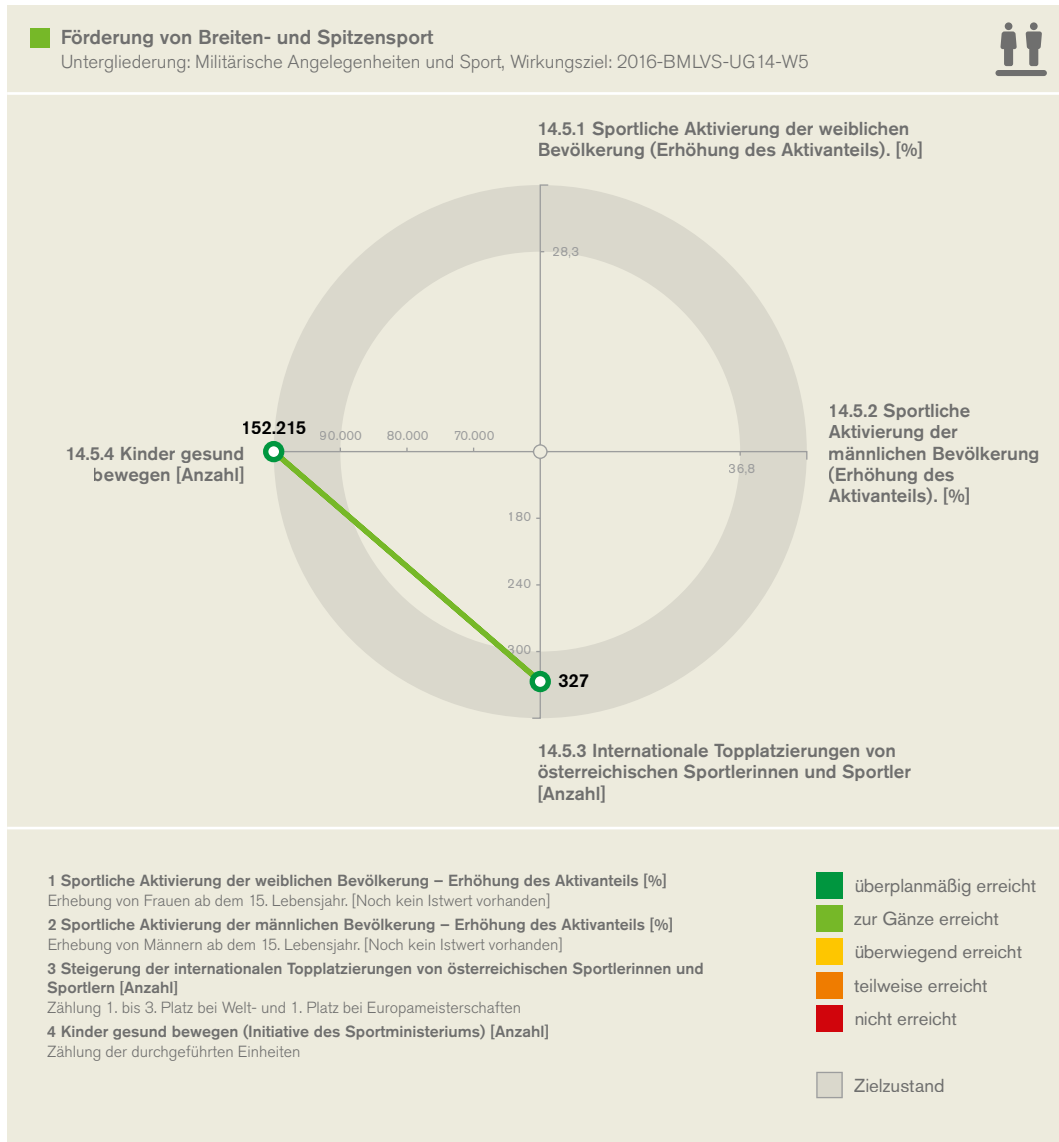 Förderung von Breiten- und Spitzensport
Untergliederung: Militärische Angelegenheiten und Sport, Wirkungsziel: 2016-BMLVS-UG14-W5
14.5.1 Sportliche Aktivierung der weiblichen
Bevölkerung (Erhöhung des Aktivanteils). [%]
28,3
14.5.2 Sportliche
Aktivierung der
männlichen Bevölkerung
(Erhöhung des
Aktivanteils). [%]
36,8
152.215
90.000
80.000
70.000
14.5.4 Kinder gesund
bewegen [Anzahl]
180
240
300
327
14.5.3 Internationale Topplatzierungen von
österreichischen Sportlerinnen und Sportler
[Anzahl]
1 Sportliche Aktivierung der weiblichen Bevölkerung – Erhöhung des Aktivanteils [%]
Erhebung von Frauen ab dem 15. Lebensjahr. [Noch kein Istwert vorhanden]
2 Sportliche Aktivierung der männlichen Bevölkerung – Erhöhung des Aktivanteils [%]
Erhebung von Männern ab dem 15. Lebensjahr. [Noch kein Istwert vorhanden]
3 Steigerung der internationalen Topplatzierungen von österreichischen Sportlerinnen und
Sportlern [Anzahl]
Zählung 1. bis 3. Platz bei Welt- und 1. Platz bei Europameisterschaften
4 Kinder gesund bewegen (Initiative des Sportministeriums) [Anzahl]
Zählung der durchgeführten Einheiten
überplanmäßig erreicht
zur Gänze erreicht
überwiegend erreicht
teilweise erreicht
nicht erreicht
Zielzustand